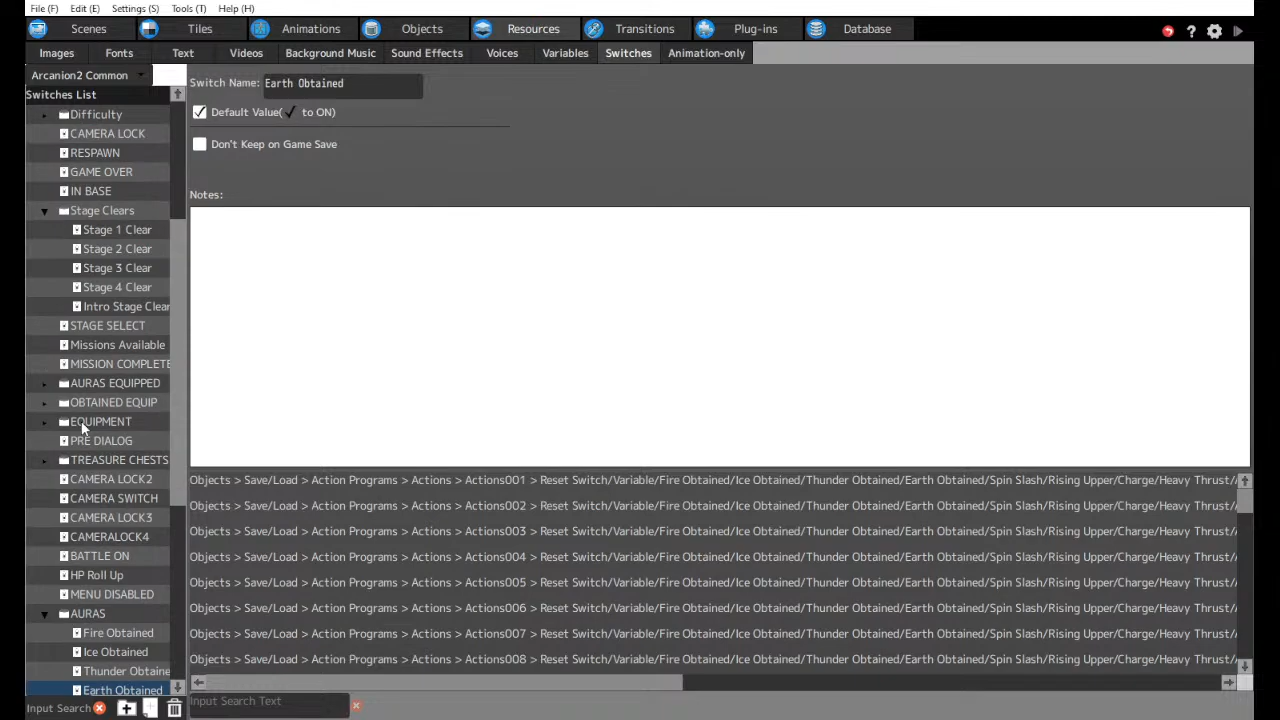 File (F) Edit (E) Settings (S) Tools (T) Help (H)
Scenes Tiles Animations Objects Resources Transitions Plug-ins Database
Images Fonts Text Videos Background Music Sound Effects Voices Variables Switches Animation-only
Arcanion2 Common
Switches List
Difficulty
CAMERA LOCK
RESPAWN
GAME OVER
IN BASE
Stage Clears
Stage 1 Clear
Stage 2 Clear
Stage 3 Clear
Stage 4 Clear
Intro Stage Clear
STAGE SELECT
Missions Available
MISSION COMPLETE
AURAS EQUIPPED
OBTAINED EQUIP
EQUIPMENT
PRE DIALOG
TREASURE CHESTS
CAMERA LOCK2
CAMERA SWITCH
CAMERA LOCK3
CAMERALOCK4
BATTLE ON
HP Roll Up
MENU DISABLED
AURAS
Fire Obtained
Ice Obtained
Thunder Obtaine
Earth Obtained
Input Search
Switch Name: Earth Obtained
Default Value(✓ to ON)
Don't Keep on Game Save
Notes:
Objects > Save/Load > Action Programs > Actions > Actions001 > Reset Switch/Variable/Fire Obtained/Ice Obtained/Thunder Obtained/Earth Obtained/Spin Slash/Rising Upper/Charge/Heavy Thrust/
Objects > Save/Load > Action Programs > Actions > Actions002 > Reset Switch/Variable/Fire Obtained/Ice Obtained/Thunder Obtained/Earth Obtained/Spin Slash/Rising Upper/Charge/Heavy Thrust/
Objects > Save/Load > Action Programs > Actions > Actions003 > Reset Switch/Variable/Fire Obtained/Ice Obtained/Thunder Obtained/Earth Obtained/Spin Slash/Rising Upper/Charge/Heavy Thrust/
Objects > Save/Load > Action Programs > Actions > Actions004 > Reset Switch/Variable/Fire Obtained/Ice Obtained/Thunder Obtained/Earth Obtained/Spin Slash/Rising Upper/Charge/Heavy Thrust/
Objects > Save/Load > Action Programs > Actions > Actions005 > Reset Switch/Variable/Fire Obtained/Ice Obtained/Thunder Obtained/Earth Obtained/Spin Slash/Rising Upper/Charge/Heavy Thrust/
Objects > Save/Load > Action Programs > Actions > Actions006 > Reset Switch/Variable/Fire Obtained/Ice Obtained/Thunder Obtained/Earth Obtained/Spin Slash/Rising Upper/Charge/Heavy Thrust/
Objects > Save/Load > Action Programs > Actions > Actions007 > Reset Switch/Variable/Fire Obtained/Ice Obtained/Thunder Obtained/Earth Obtained/Spin Slash/Rising Upper/Charge/Heavy Thrust/
Objects > Save/Load > Action Programs > Actions > Actions008 > Reset Switch/Variable/Fire Obtained/Ice Obtained/Thunder Obtained/Earth Obtained/Spin Slash/Rising Upper/Charge/Heavy Thrust/
Input Search Text